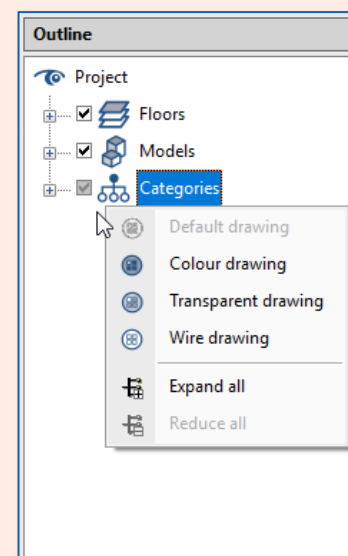 Outline
Project
Floors
Models
Categories
Default drawing
Colour drawing
Transparent drawing
Wire drawing
Expand all
Reduce all